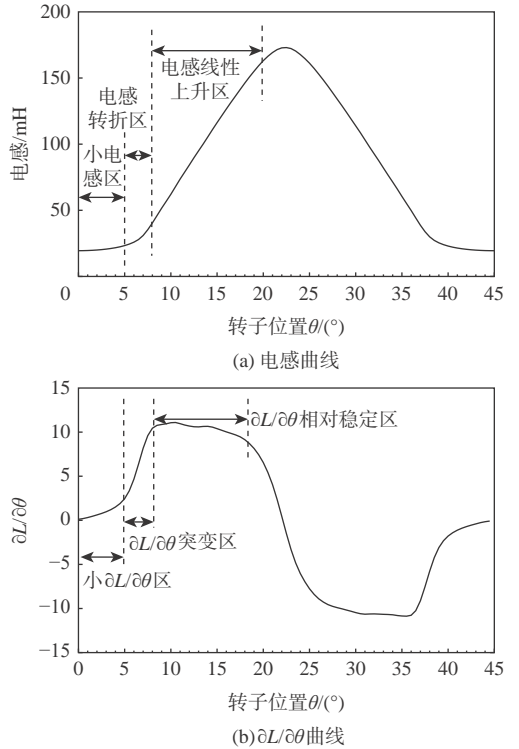 200
150
100
50
电感/mH
电感线性
上升区
电感
转折区
小电
感区
0 5 10 15 20 25 30 35 40 45
转子位置θ/(°)
(a) 电感曲线
15
10
5
0
−5
−10
−15
∂L/∂θ
∂L/∂θ相对稳定区
∂L/∂θ突变区
小∂L/∂θ区
0 5 10 15 20 25 30 35 40 45
转子位置θ/(°)
(b)∂L/∂θ曲线